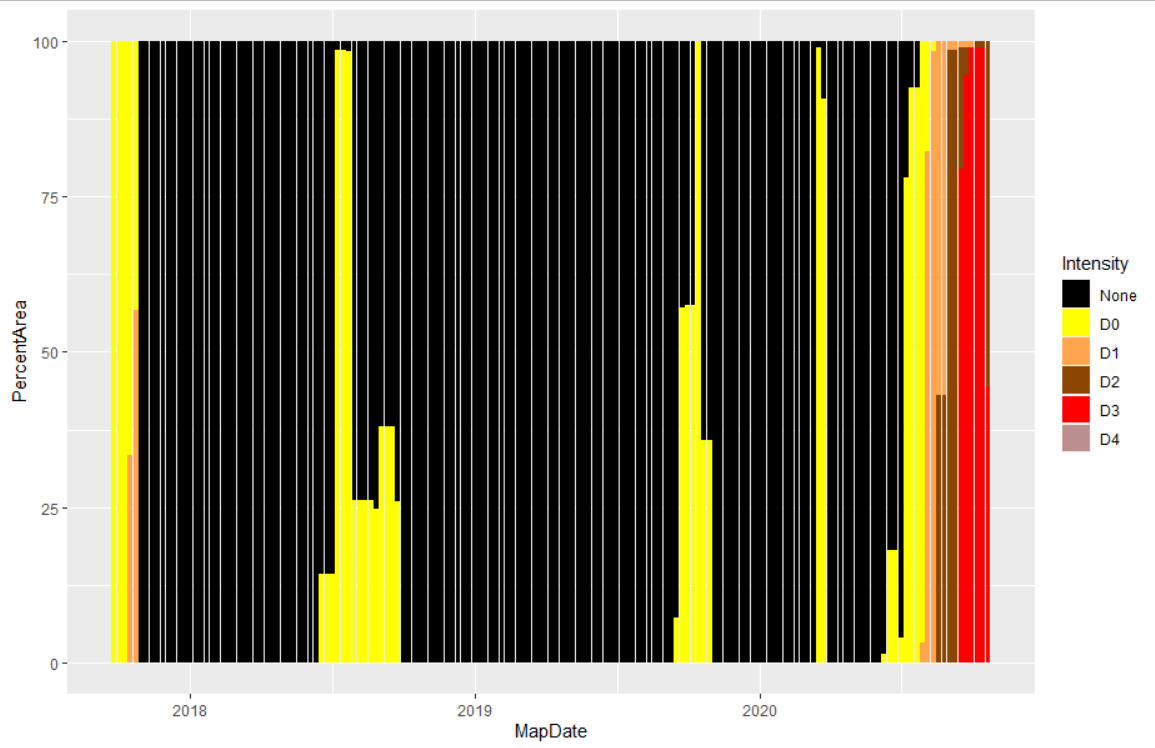 100
75
50
25
0
PercentArea
2018 2019 2020
MapDate
Intensity
None
D0
D1
D2
D3
D4